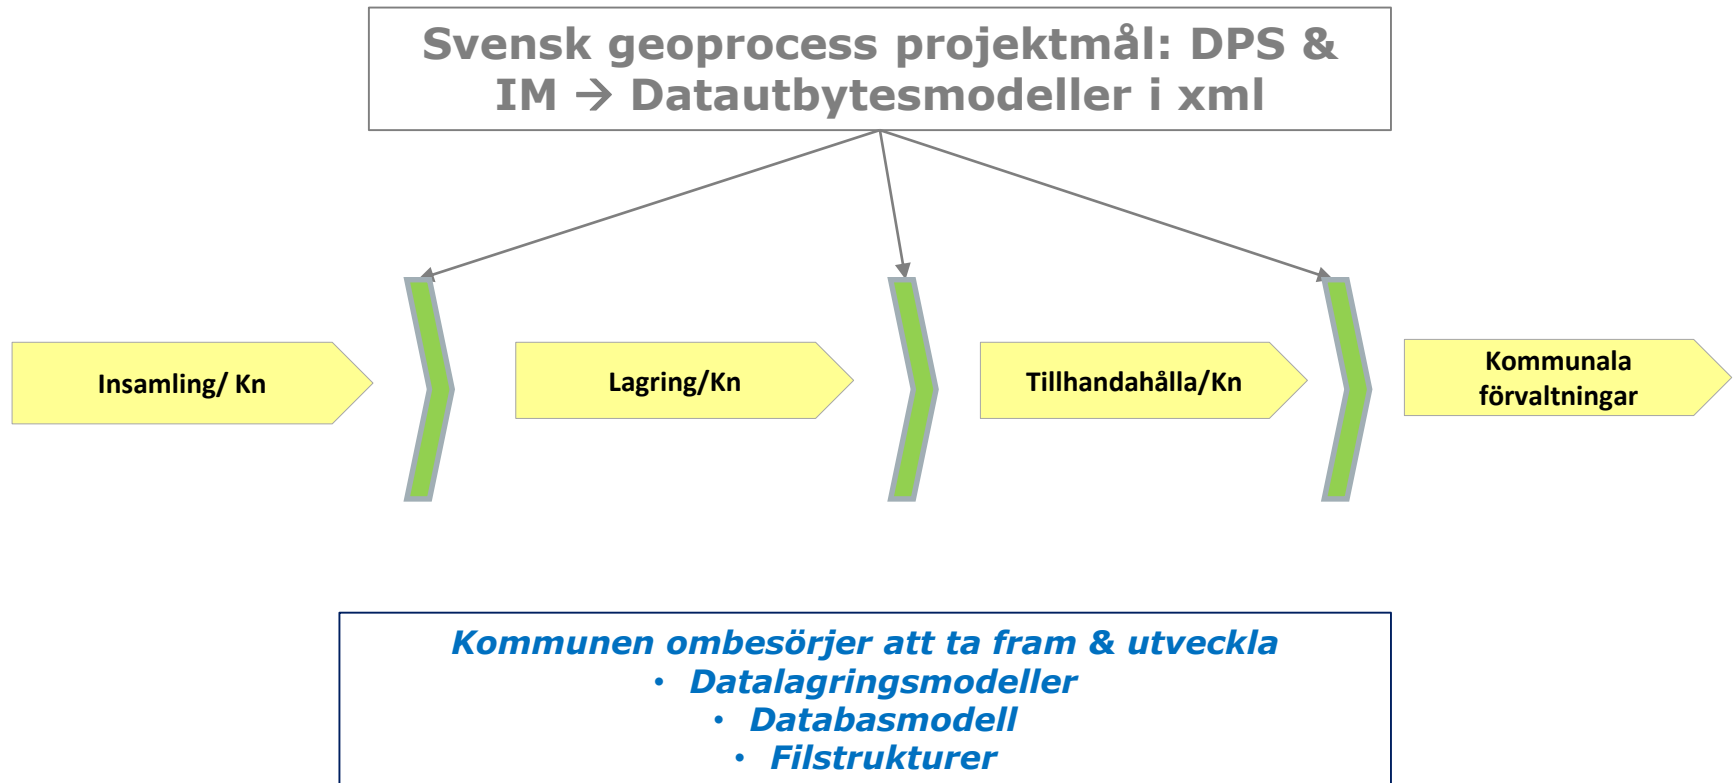 Svensk geoprocess projektmål: DPS &
IM → Datautbytesmodeller i xml
Insamling/ Kn
Lagring/Kn
Tillhandahålla/Kn
Kommunala
förvaltningar
Kommunen ombesörjer att ta fram & utveckla
• Datalagringsmodeller
• Databasmodell
• Filstrukturer